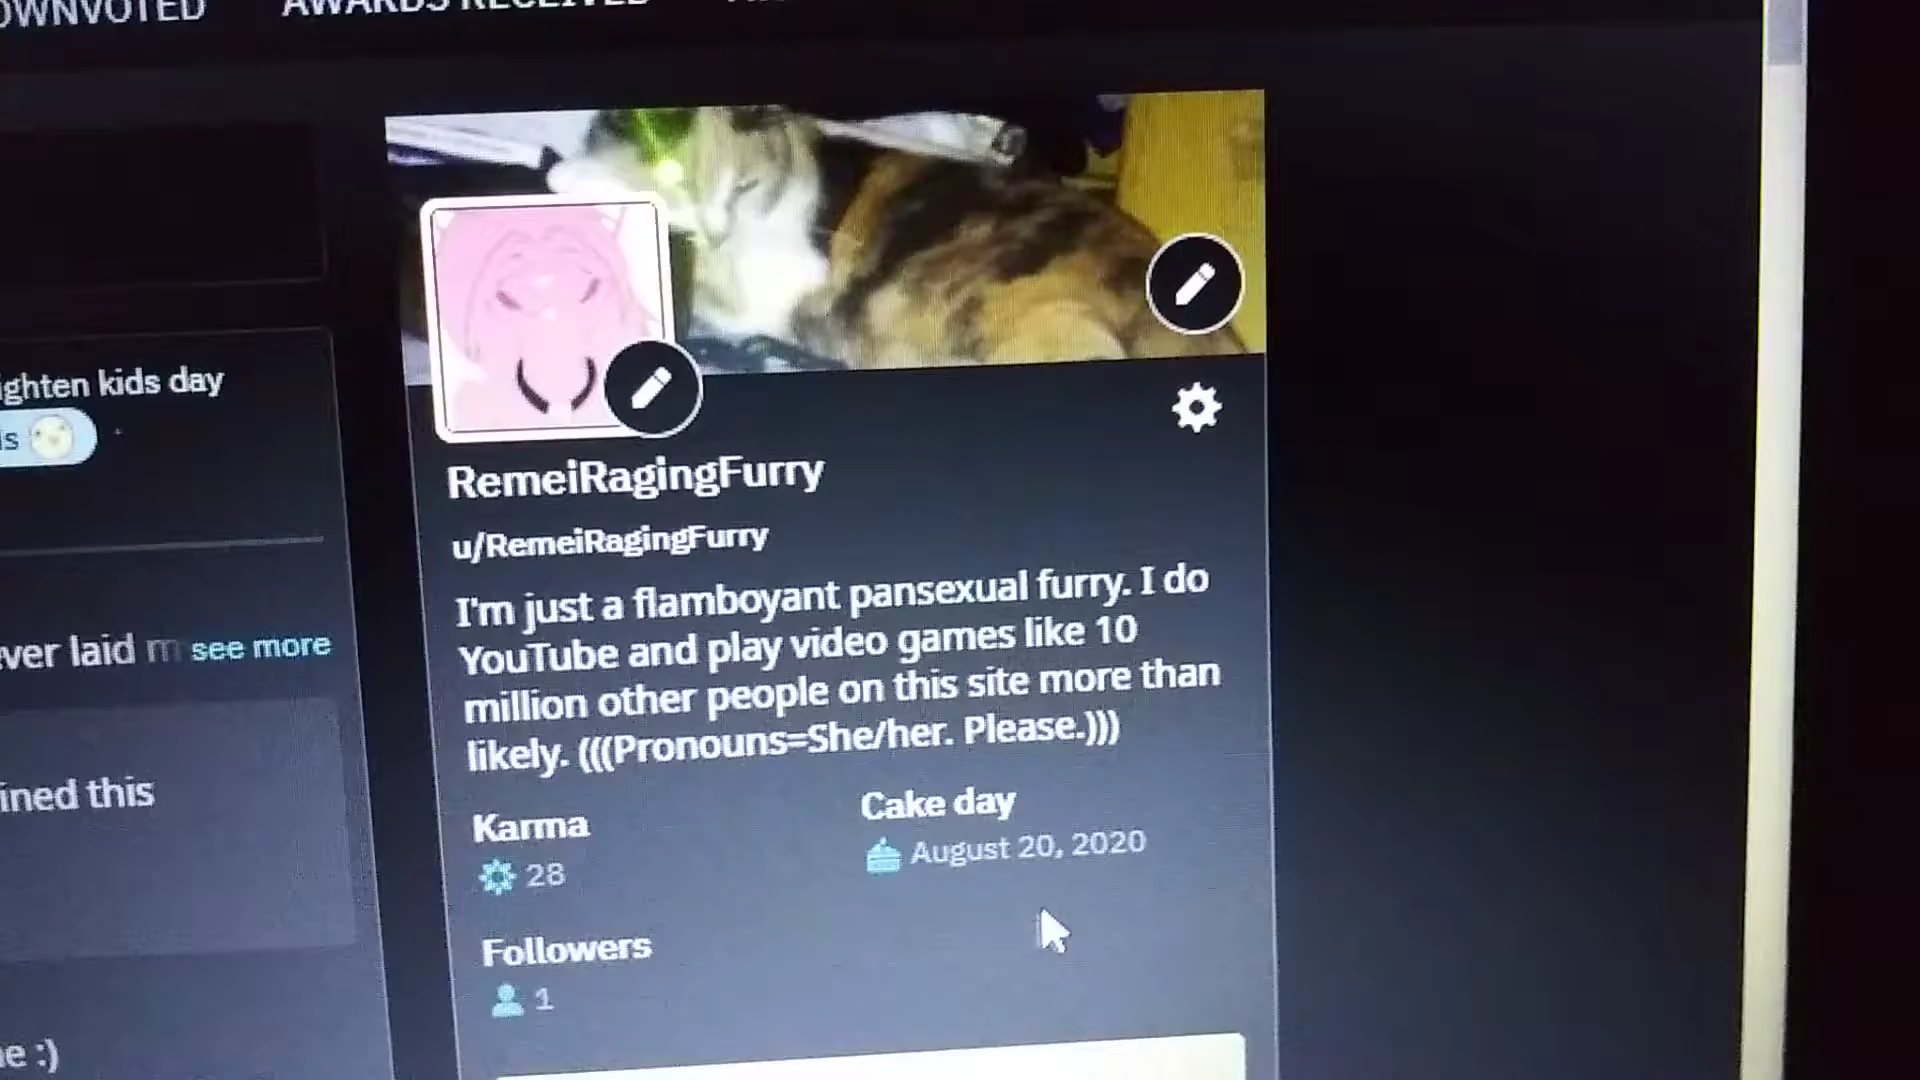 OWNVOTED
AWARDS RECEIVED
ighten kids day
ls
ver laid m see more
ined this
e :)
RemeiRagingFurry
u/RemeiRagingFurry
I'm just a flamboyant pansexual furry. I do
YouTube and play video games like 10
million other people on this site more than
likely. (((Pronouns=She/her. Please.)))
Karma
28
Cake day
August 20, 2020
Followers
1